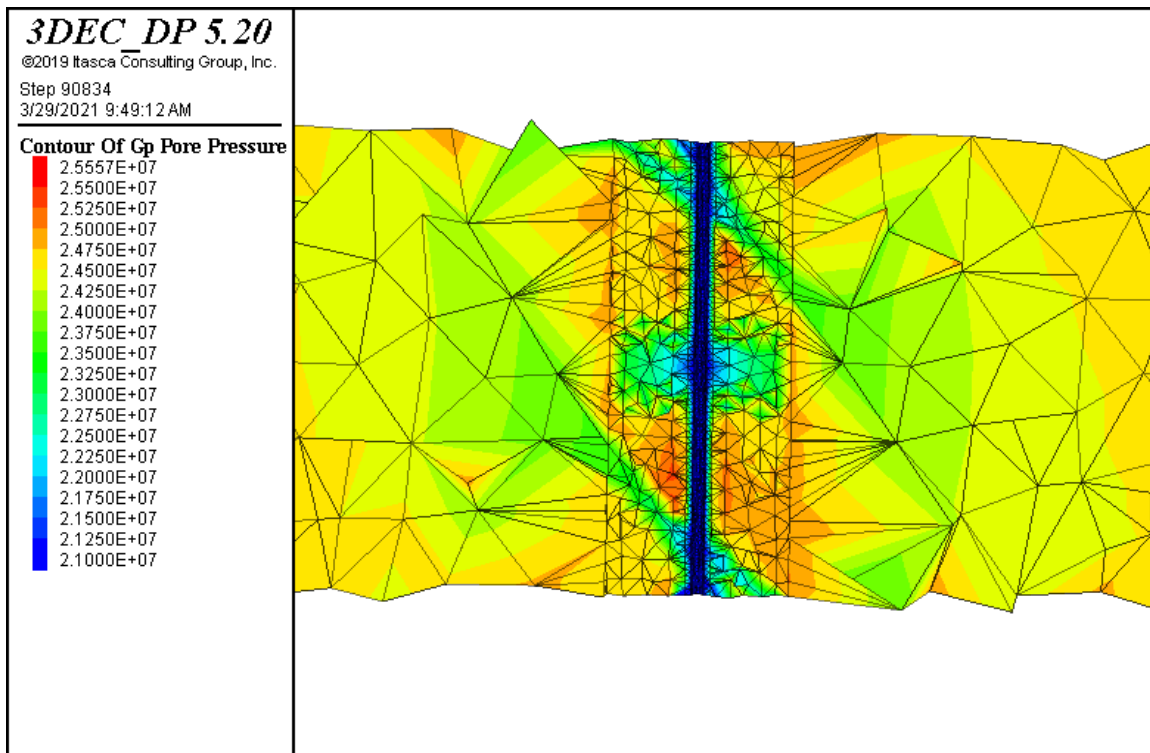 3DEC_DP 5.20
©2019 Itasca Consulting Group, Inc.
Step 90834
3/29/2021 9:49:12 AM
Contour Of Gp Pore Pressure
2.5557E+07
2.5500E+07
2.5250E+07
2.5000E+07
2.4750E+07
2.4500E+07
2.4250E+07
2.4000E+07
2.3750E+07
2.3500E+07
2.3250E+07
2.3000E+07
2.2750E+07
2.2500E+07
2.2250E+07
2.2000E+07
2.1750E+07
2.1500E+07
2.1250E+07
2.1000E+07